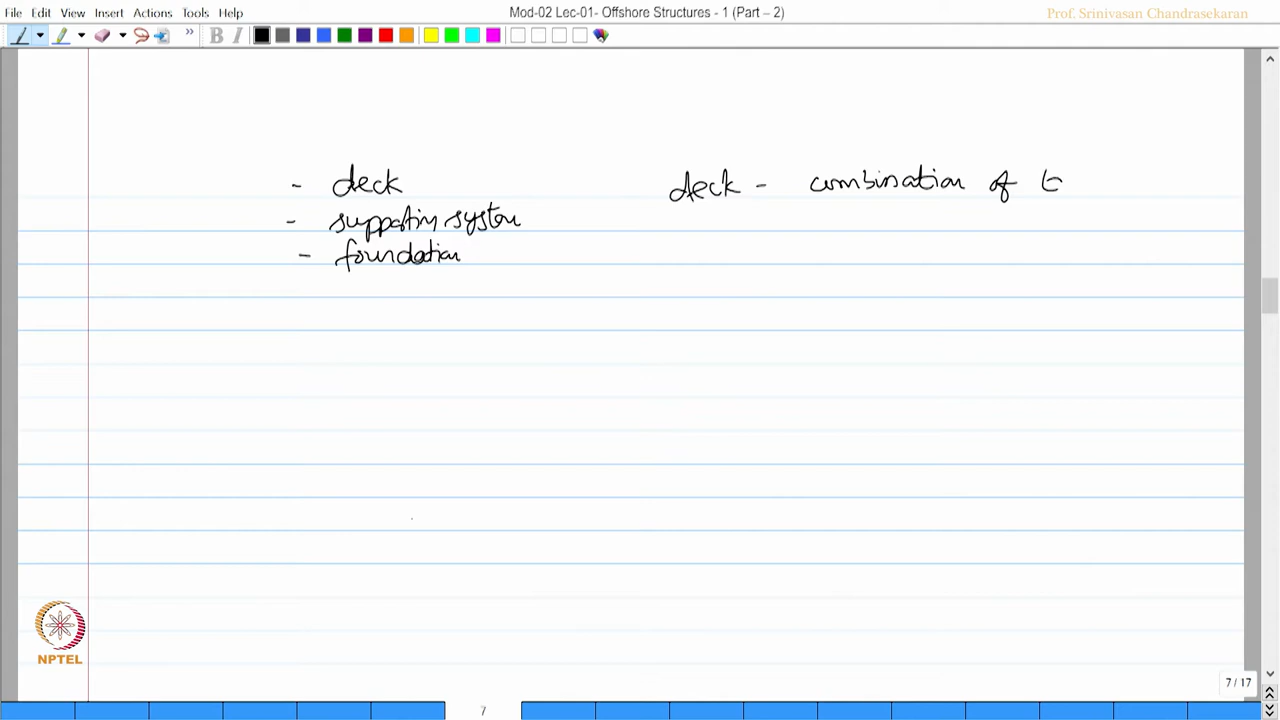 File Edit View Insert Actions Tools Help
Mod-02 Lec-01- Offshore Structures - 1 (Part – 2)
Prof. Srinivasan Chandrasekaran
B I
- deck
- supporting system
- foundation
deck - combination of t
NPTEL
7 / 17
7